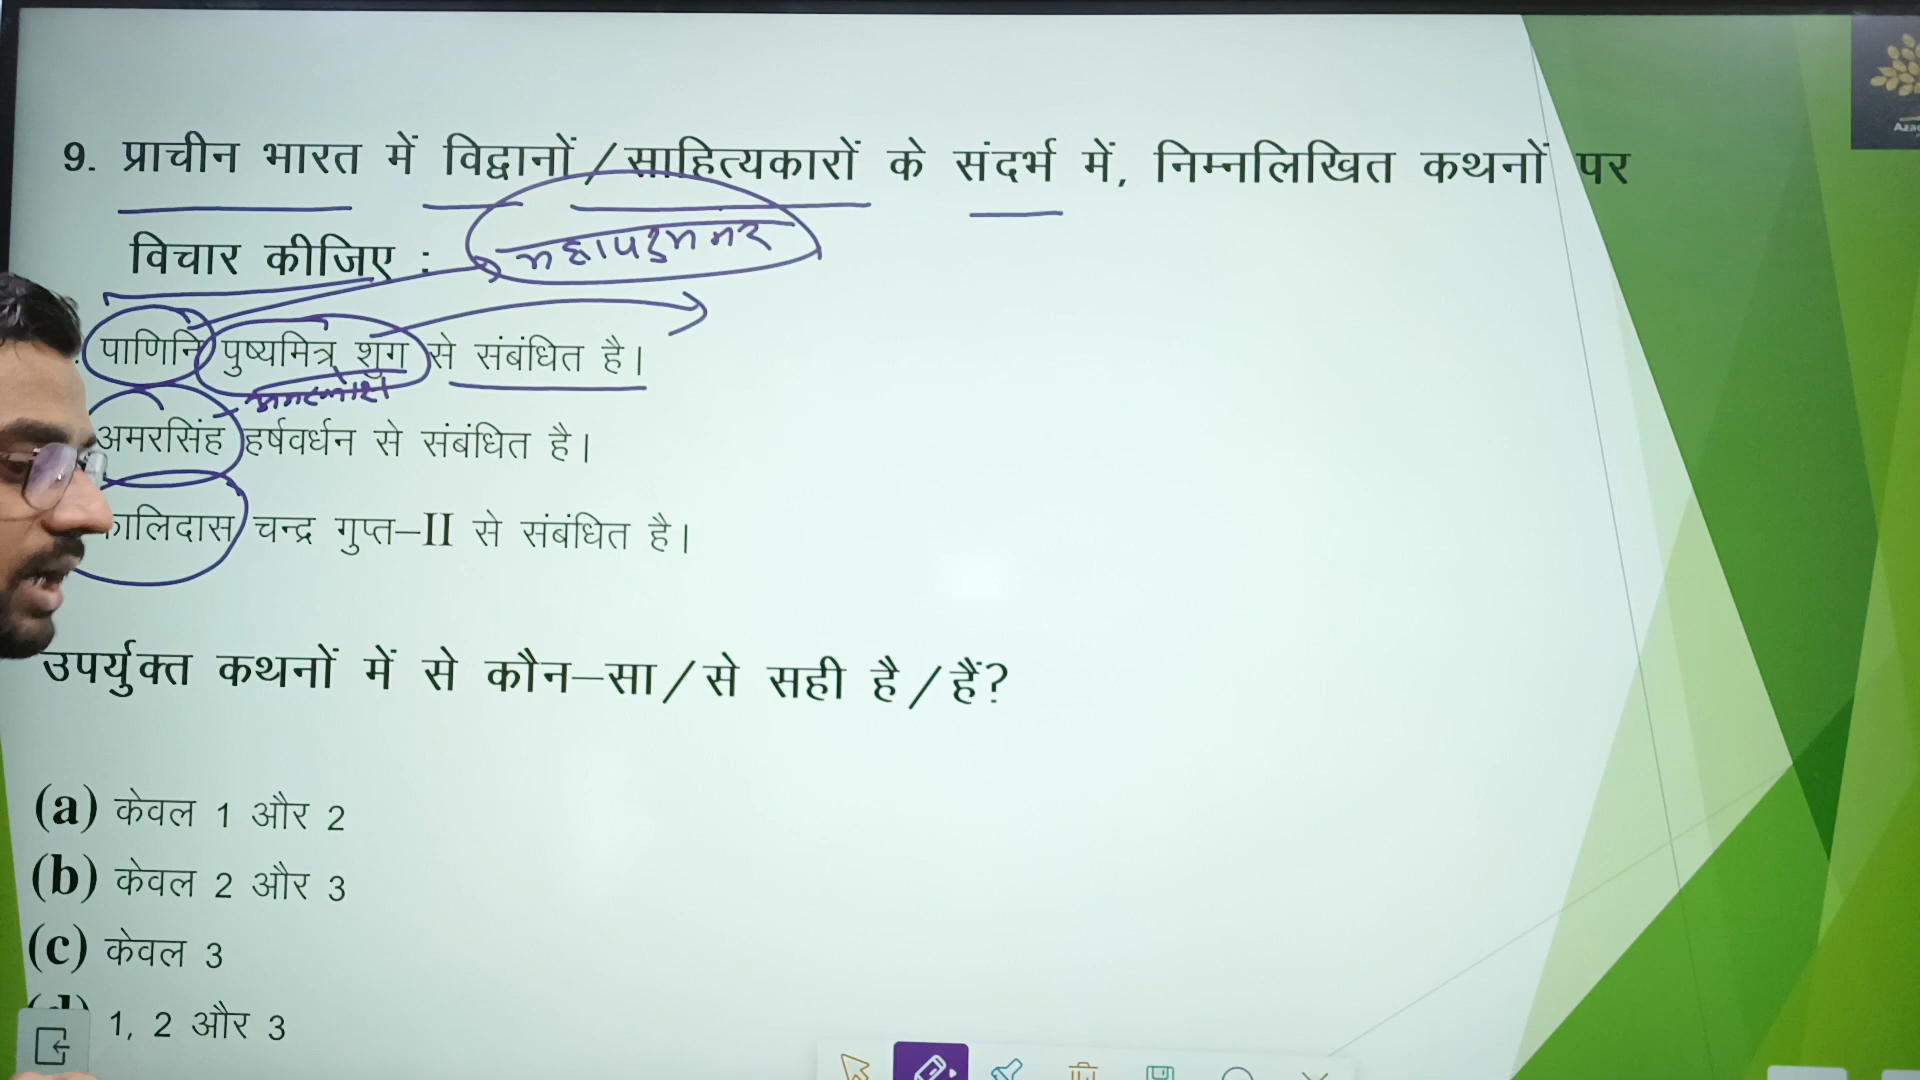 9. प्राचीन भारत में विद्वानों/साहित्यकारों के संदर्भ में, निम्नलिखित कथनों पर
विचार कीजिए :
पाणिनि पुष्यमित्र शुग से संबंधित है।
अमरसिंह हर्षवर्धन से संबंधित है।
कालिदास चन्द्र गुप्त–II से संबंधित है।
उपर्युक्त कथनों में से कौन–सा/से सही है/हैं?
(a) केवल 1 और 2
(b) केवल 2 और 3
(c) केवल 3
(d) 1, 2 और 3